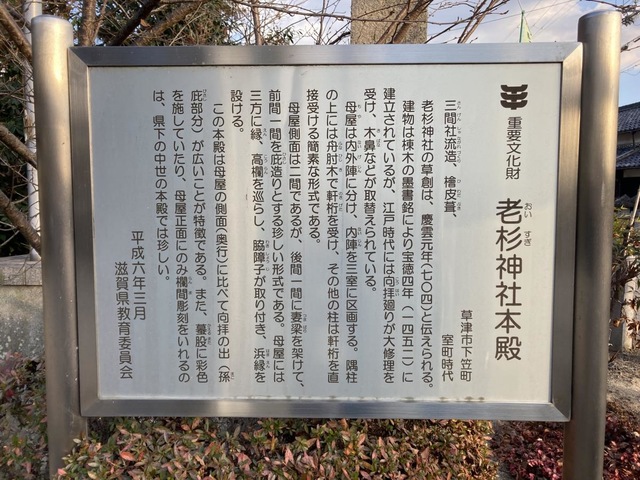 重要文化財 老杉神社本殿
おい すぎ
草津市下笠町
室町時代
三間社流造、檜皮葺、
老杉神社の草創は、慶雲元年(七〇四)と伝えられる。
建物は棟木の墨書銘により宝徳四年(一四五二)に
建立されているが、江戸時代には向拝廻りが大修理を
受け、木鼻などが取替えられている。
母屋は内外陣に分け、内陣を三室に区画する。隅柱
の上には舟肘木で軒桁を受け、その他の柱は軒桁を直
接受ける簡素な形式である。
母屋側面は二間であるが、後間一間に妻梁を架けて、
前間一間を庇造りとする珍しい形式である。母屋には
三方に縁、高欄を巡らし、脇障子が取り付き、浜縁を
設ける。
この本殿は母屋の側面(奥行)に比べて向拝の出(孫
庇部分)が広いことが特徴である。また、蟇股に彩色
を施していたり、母屋正面にのみ欄間彫刻をいれるの
は、県下の中世の本殿では珍しい。
平成六年三月
滋賀県教育委員会